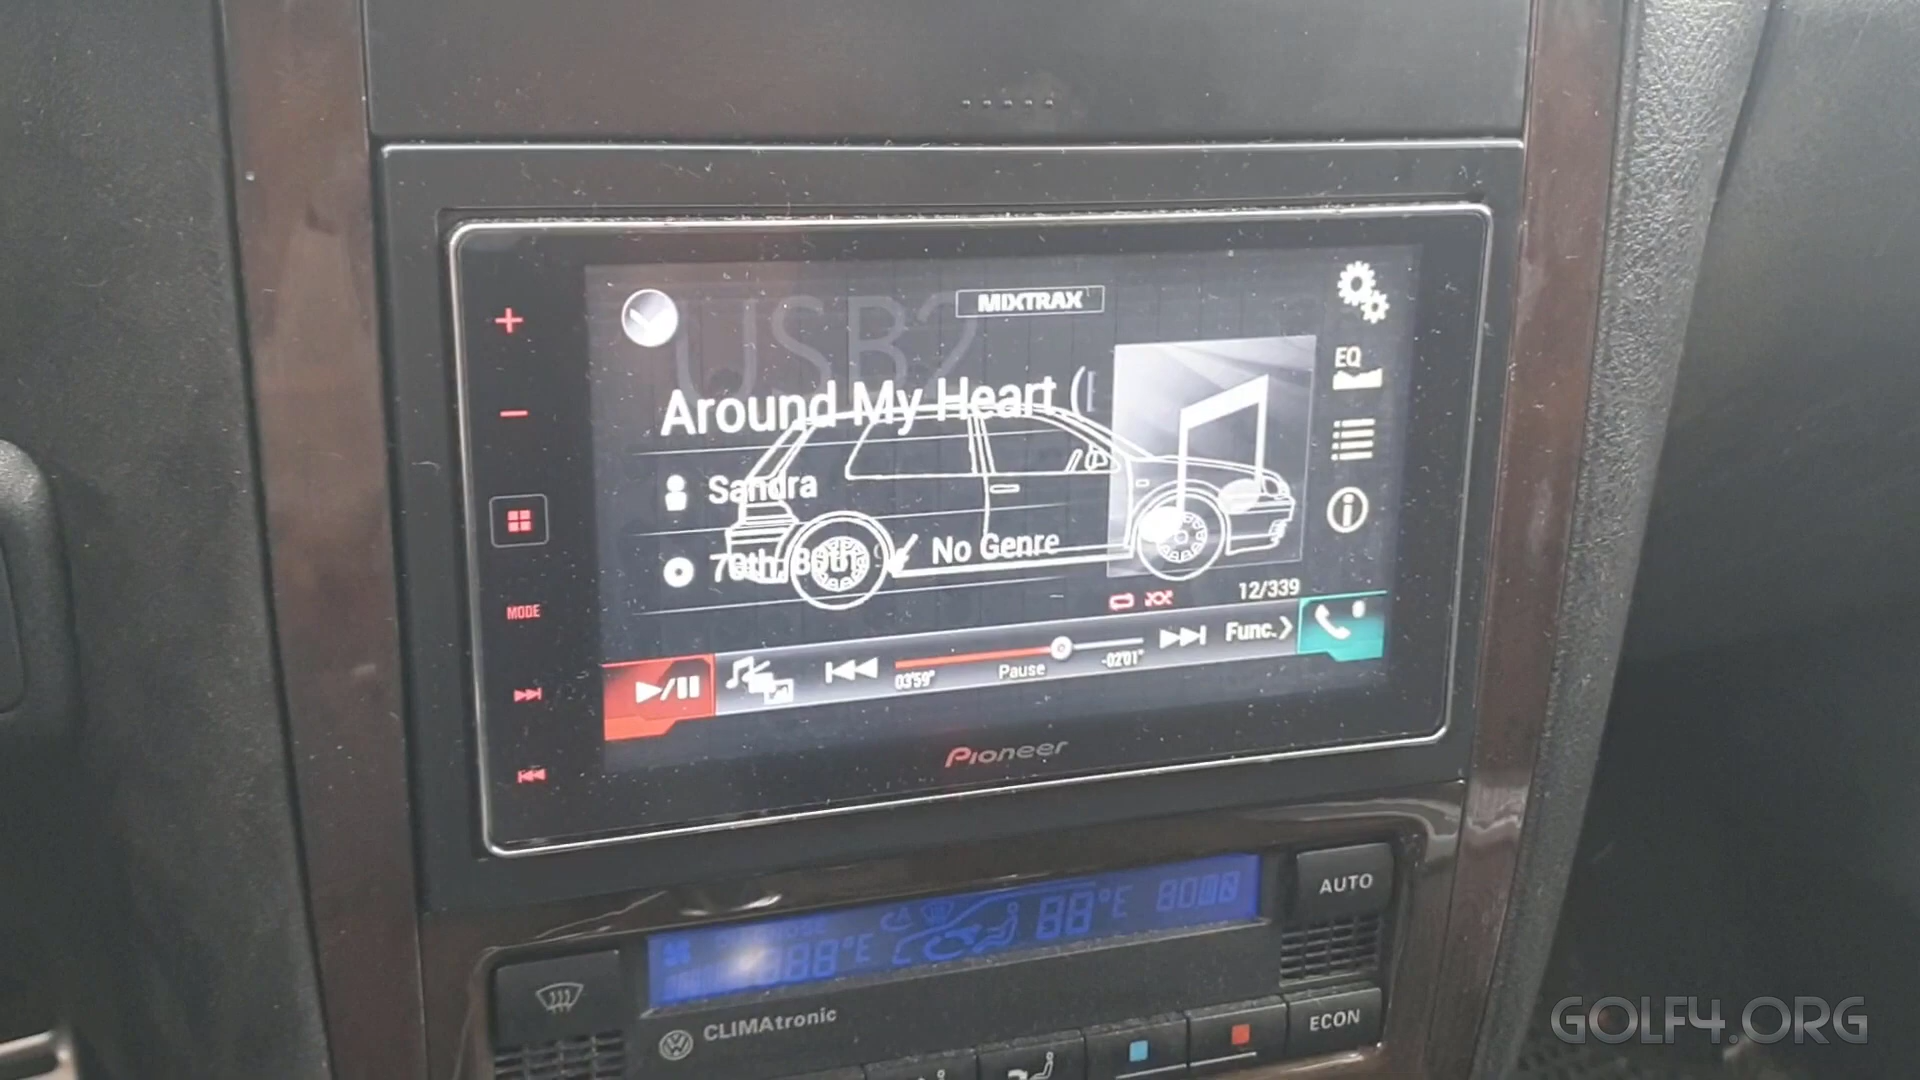 USB2
MIXTRAX
Around My Heart (
EQ
Sandra
No Genre
MODE
12/339
Func.
03'59"
Pause
-02'01"
Pioneer
AUTO
CLIMAtronic
ECON
GOLF4.ORG